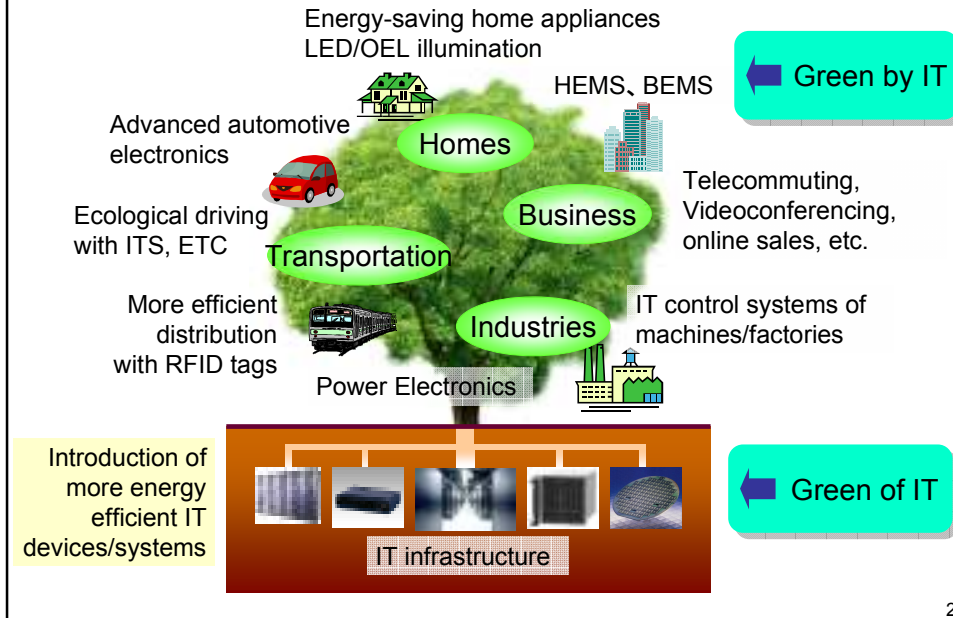 Energy-saving home appliances
LED/OEL illumination
HEMS、BEMS
Green by IT
Advanced automotive
electronics
Homes
Telecommuting,
Videoconferencing,
online sales, etc.
Business
Ecological driving
with ITS, ETC
Transportation
More efficient
distribution
with RFID tags
Industries
IT control systems of
machines/factories
Power Electronics
Introduction of
more energy
efficient IT
devices/systems
IT infrastructure
Green of IT
2